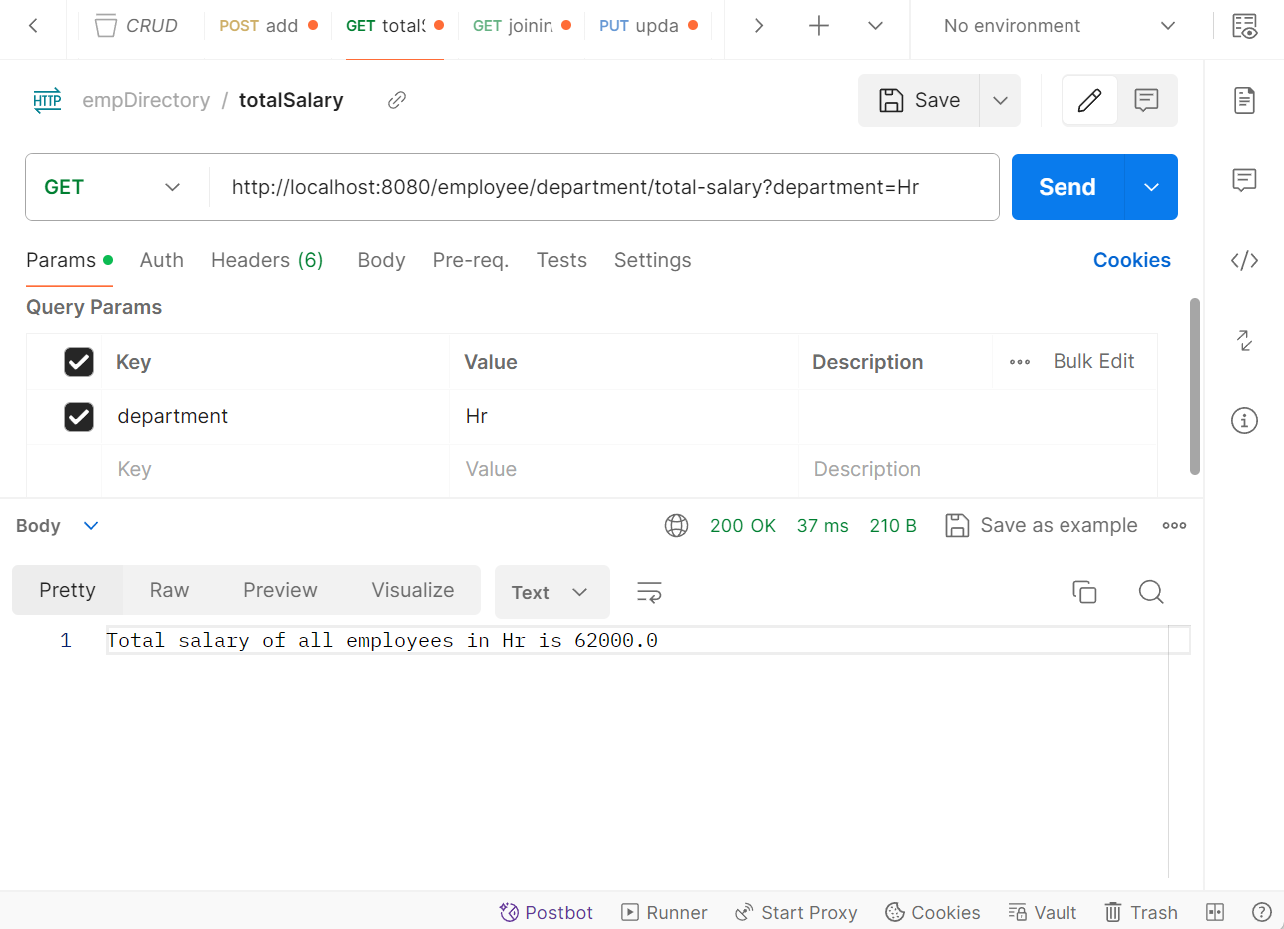 CRUD POST add GET totalS GET joinin PUT upda No environment
HTTP empDirectory / totalSalary Save
GET http://localhost:8080/employee/department/total-salary?department=Hr Send
Params Auth Headers (6) Body Pre-req. Tests Settings Cookies
Query Params
Key Value Description Bulk Edit
department Hr
Key Value Description
Body 200 OK 37 ms 210 B Save as example
Pretty Raw Preview Visualize Text
1 Total salary of all employees in Hr is 62000.0
Postbot Runner Start Proxy Cookies Vault Trash